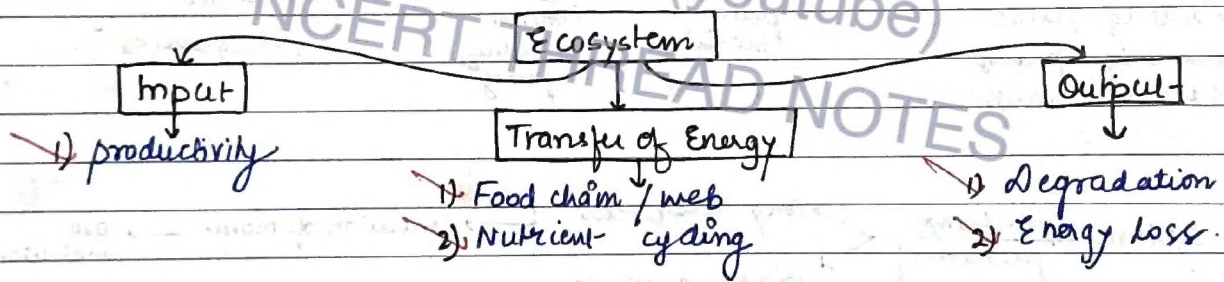 (youtube)
NCERT THREAD NOTES
Ecosystem
Input
Transfer of Energy
Output
1) productivity
1) Food chain / web
2) Nutrient cycling
1) Degradation
2) Energy Loss.